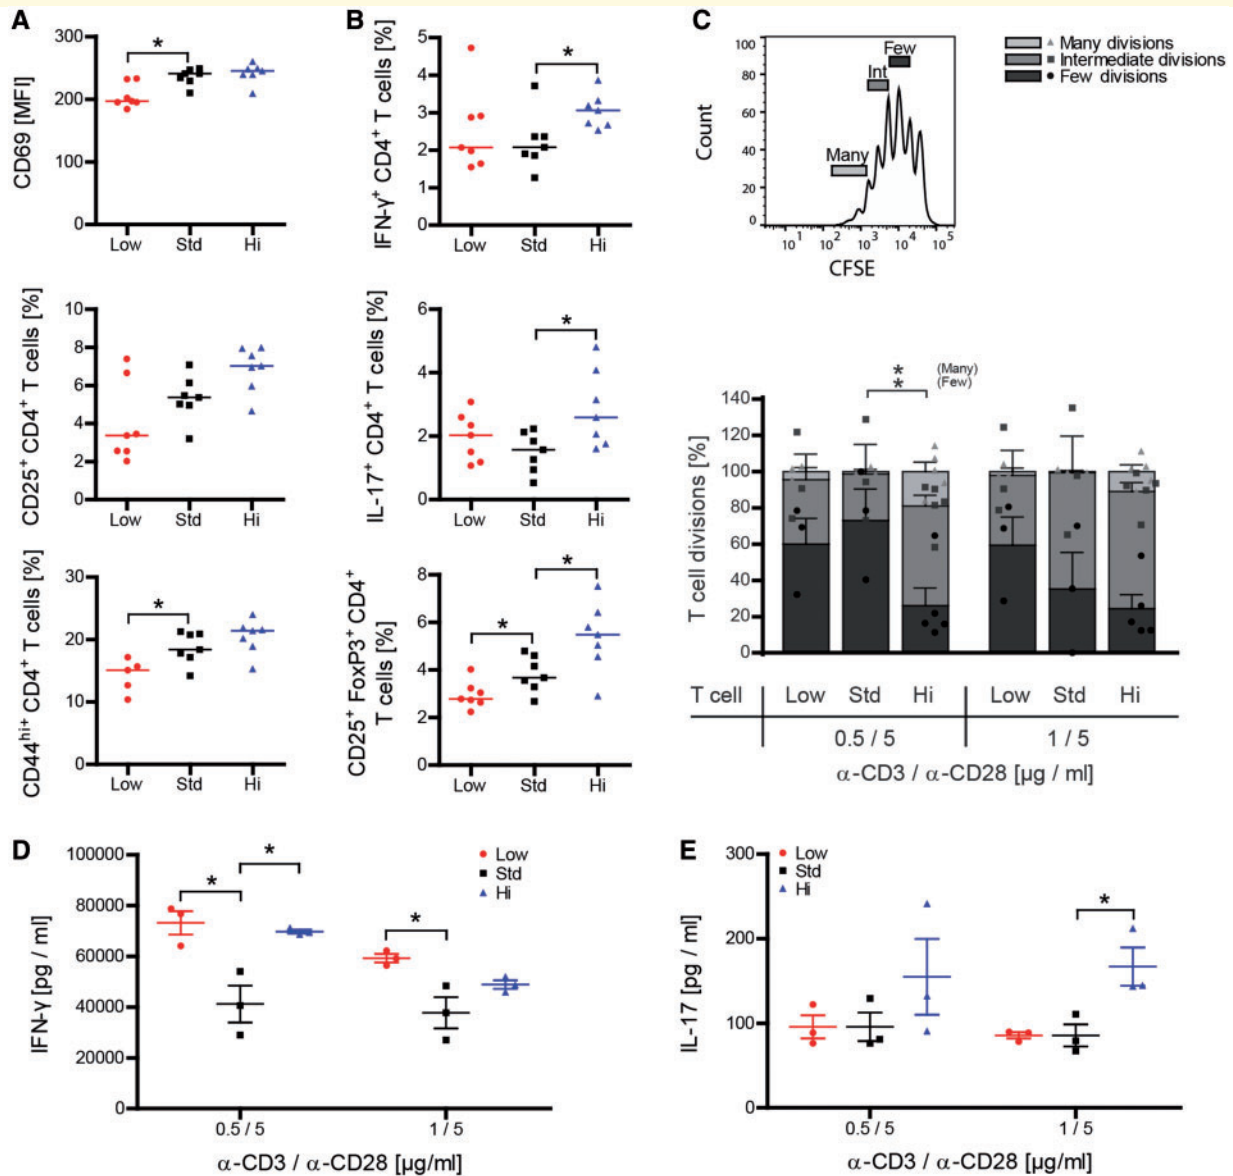 A
CD69 [MFI]
300
200
100
0
*
Low Std Hi
CD25+ CD4+ T cells [%]
10
8
6
4
2
0
Low Std Hi
CD44hi+ CD4+ T cells [%]
30
20
10
0
*
Low Std Hi
B
IFN-γ+ CD4+ T cells [%]
5
4
3
2
1
0
*
Low Std Hi
IL-17+ CD4+ T cells [%]
6
4
2
0
*
Low Std Hi
CD25+ FoxP3+ CD4+
T cells [%]
8
6
4
2
0
* *
Low Std Hi
C
Count
100
80
60
40
20
0
Few
Int
Many
10^1 10^2 10^3 10^4 10^5
CFSE
Many divisions
Intermediate divisions
Few divisions
T cell divisions [%]
140
120
100
80
60
40
20
0
* (Many)
* (Few)
T cell Low Std Hi Low Std Hi
0.5 / 5 1 / 5
α-CD3 / α-CD28 [µg / ml]
D
IFN-γ [pg / ml]
100000
80000
60000
40000
20000
0
* * *
Low
Std
Hi
0.5 / 5 1 / 5
α-CD3 / α-CD28 [µg/ml]
E
IL-17 [pg / ml]
300
200
100
0
Low
Std
Hi
*
0.5 / 5 1 / 5
α-CD3 / α-CD28 [µg/ml]